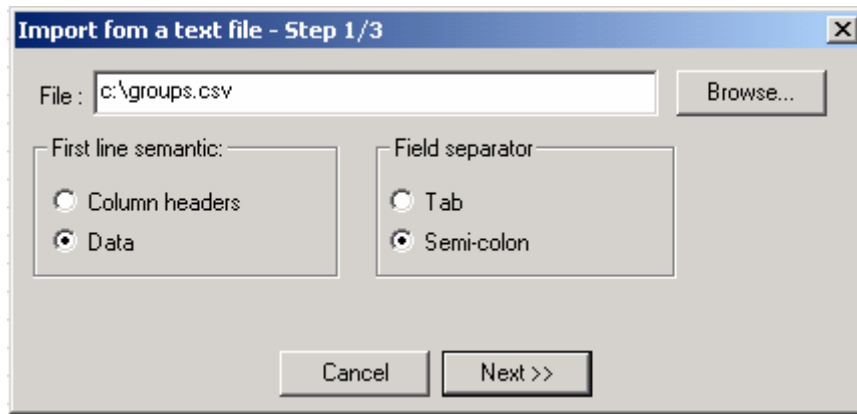 Import fom a text file - Step 1/3
File : c:\groups.csv Browse...
First line semantic: Field separator
Column headers Tab
Data Semi-colon
Cancel Next >>